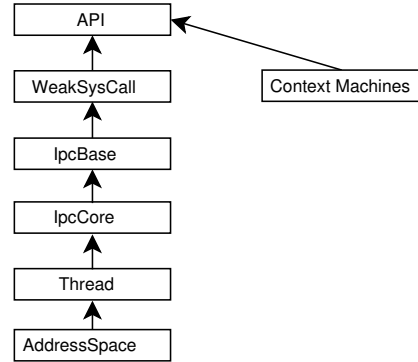 API
WeakSysCall
Context Machines
IpcBase
IpcCore
Thread
AddressSpace